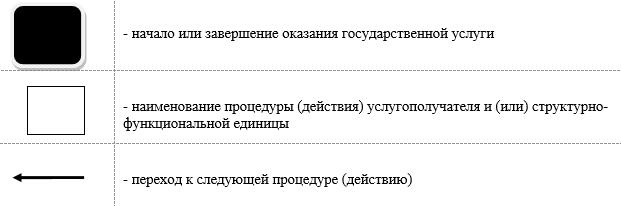 - начало или завершение оказания государственной услуги
- наименование процедуры (действия) услугополучателя и (или) структурно-
функциональной единицы
- переход к следующей процедуре (действию)